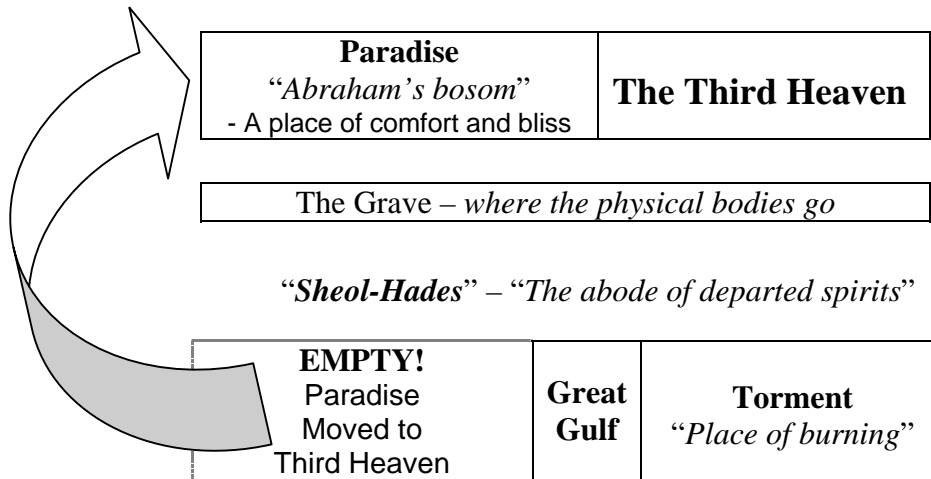 Paradise
“Abraham’s bosom”
- A place of comfort and bliss
The Third Heaven
The Grave – where the physical bodies go
“Sheol-Hades” – “The abode of departed spirits”
EMPTY!
Paradise
Moved to
Third Heaven
Great
Gulf
Torment
“Place of burning”